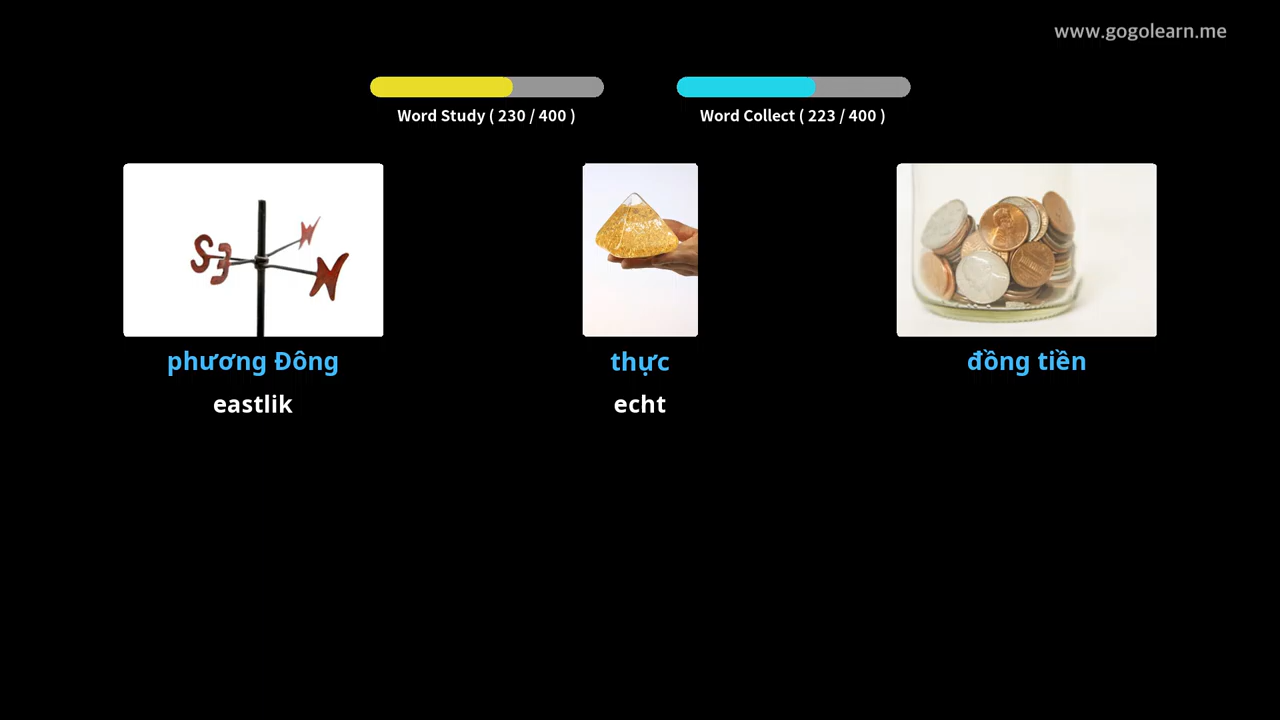 www.gogolearn.me
Word Study ( 230 / 400 )
Word Collect ( 223 / 400 )
S E N W
phương Đông
thực
đồng tiền
eastlik
echt